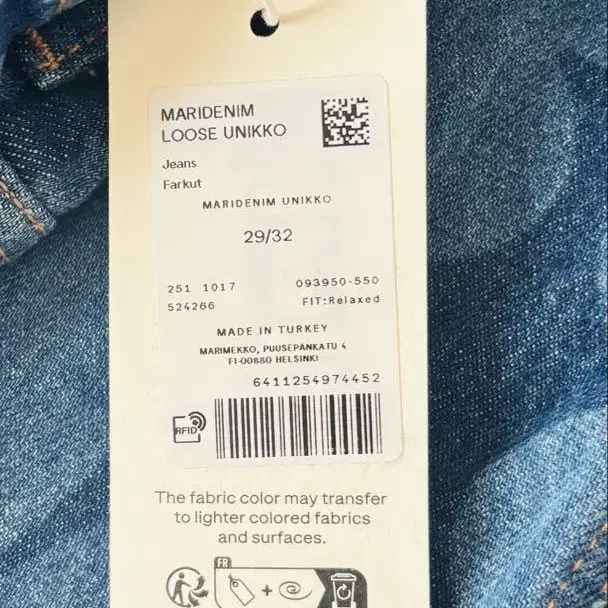 MARIDENIM
LOOSE UNIKKO
Jeans
Farkut
MARIDENIM UNIKKO
29/32
251 1017 093950-550
524266 FIT:Relaxed
MADE IN TURKEY
MARIMEKKO, PUUSEPÄNKATU 4
FI-00880 HELSINKI
6411254974452
RFID
The fabric color may transfer
to lighter colored fabrics
and surfaces.
FR
+